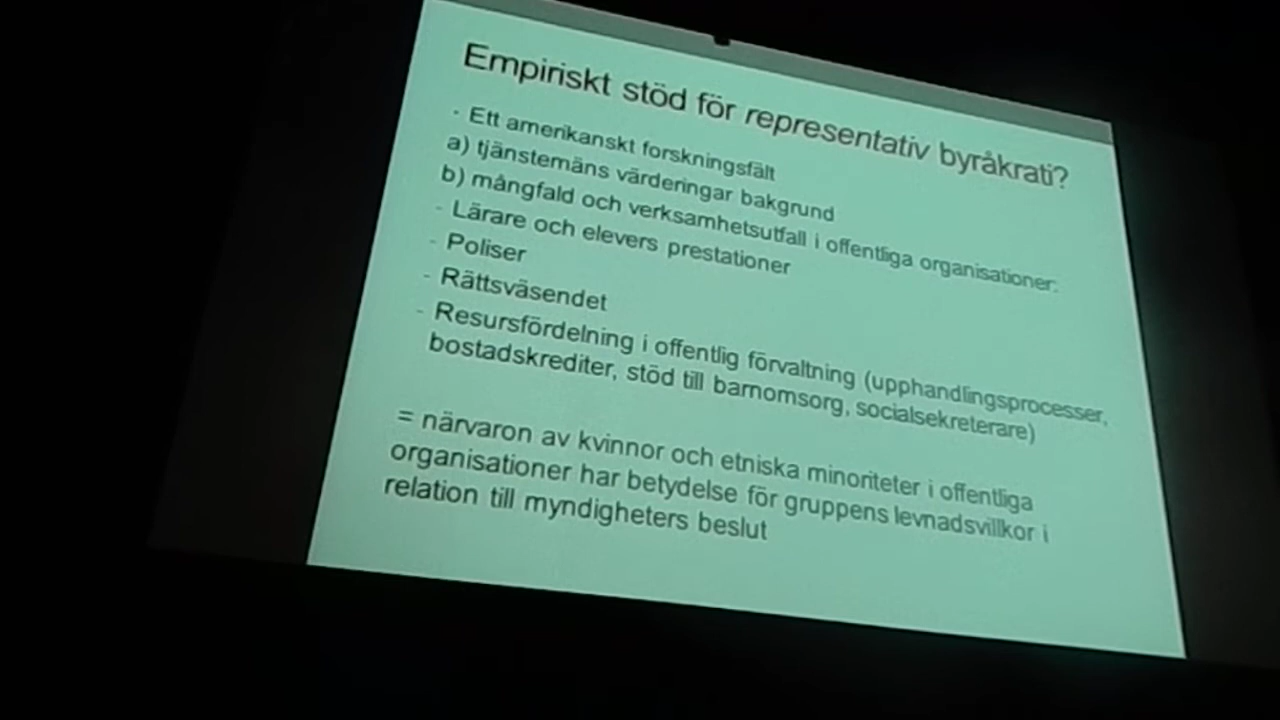 Empiriskt stöd för representativ byråkrati?
- Ett amerikanskt forskningsfält
a) tjänstemäns värderingar bakgrund
b) mångfald och verksamhetsutfall i offentliga organisationer:
- Lärare och elevers prestationer
- Poliser
- Rättsväsendet
- Resursfördelning i offentlig förvaltning (upphandlingsprocesser,
bostadskrediter, stöd till barnomsorg, socialsekreterare)
= närvaron av kvinnor och etniska minoriteter i offentliga
organisationer har betydelse för gruppens levnadsvillkor i
relation till myndigheters beslut